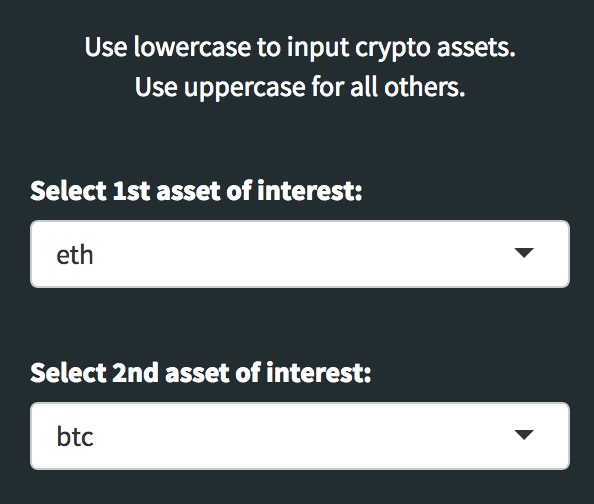 Use lowercase to input crypto assets.
Use uppercase for all others.
Select 1st asset of interest:
eth
Select 2nd asset of interest:
btc